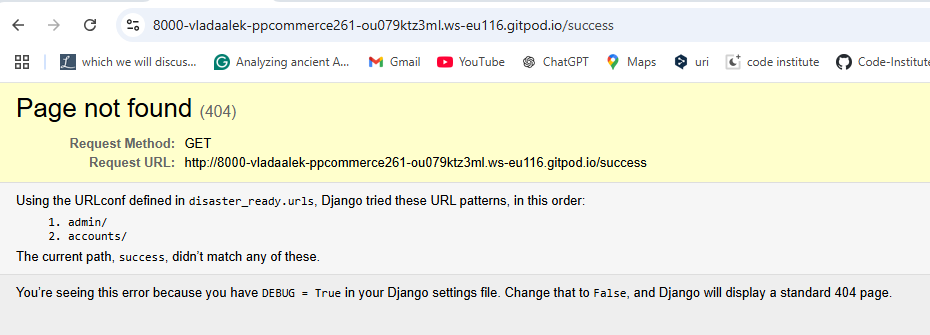 8000-vladaalek-ppcommerce261-ou079ktz3ml.ws-eu116.gitpod.io/success
which we will discus... Analyzing ancient A... Gmail YouTube ChatGPT Maps uri code institute Code-Institute
Page not found (404)
Request Method: GET
Request URL: http://8000-vladaalek-ppcommerce261-ou079ktz3ml.ws-eu116.gitpod.io/success
Using the URLconf defined in disaster_ready.urls, Django tried these URL patterns, in this order:
1. admin/
2. accounts/
The current path, success, didn’t match any of these.
You’re seeing this error because you have DEBUG = True in your Django settings file. Change that to False, and Django will display a standard 404 page.